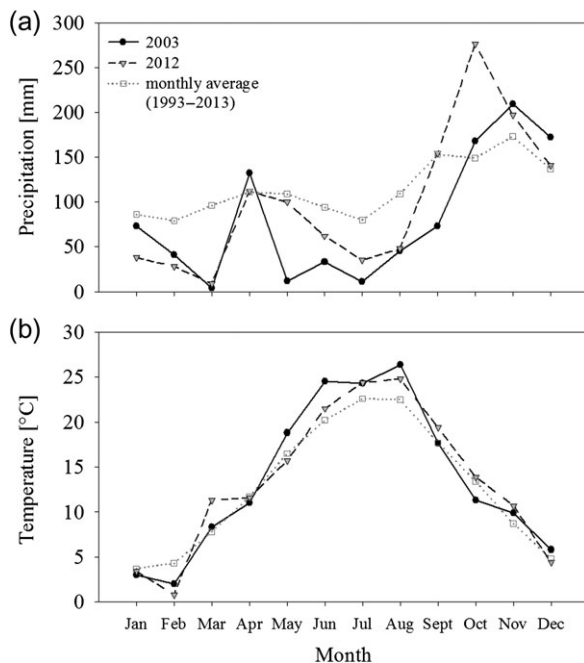 (a)
300
250
200
150
100
50
0
Precipitation [mm]
2003
2012
monthly average
(1993–2013)
(b)
30
25
20
15
10
5
0
Temperature [°C]
Jan Feb Mar Apr May Jun Jul Aug Sept Oct Nov Dec
Month